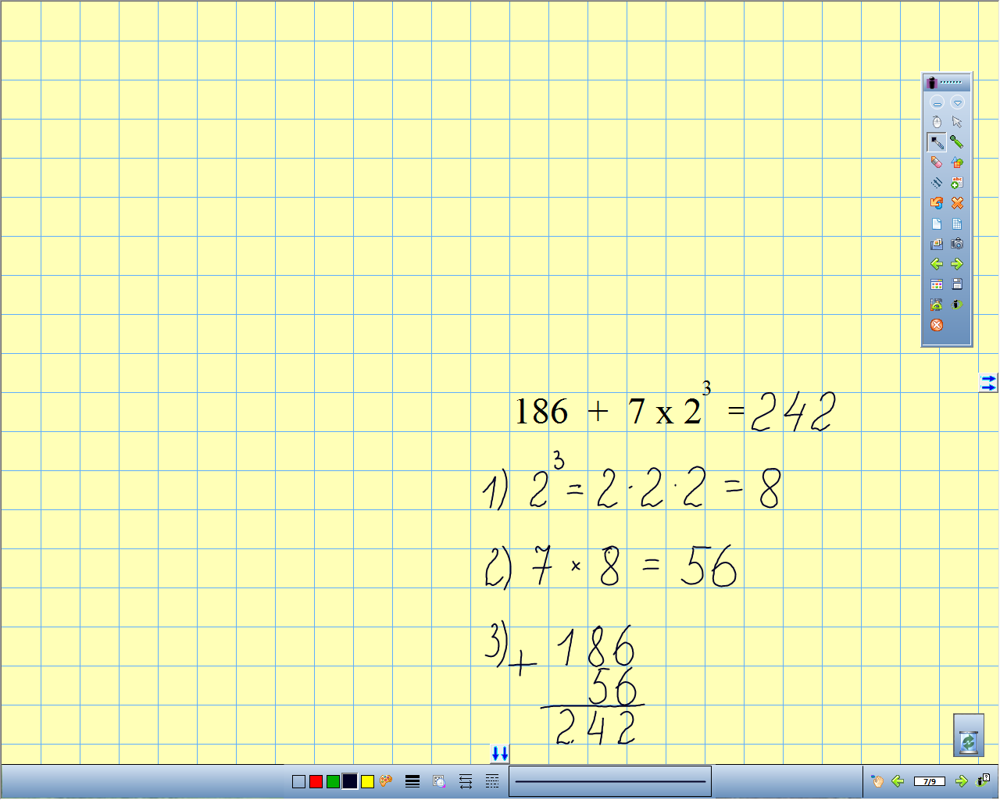 186 + 7 x 2³ = 242
1) 2³ = 2 · 2 · 2 = 8
2) 7 × 8 = 56
3) + 186
56
242
7/9